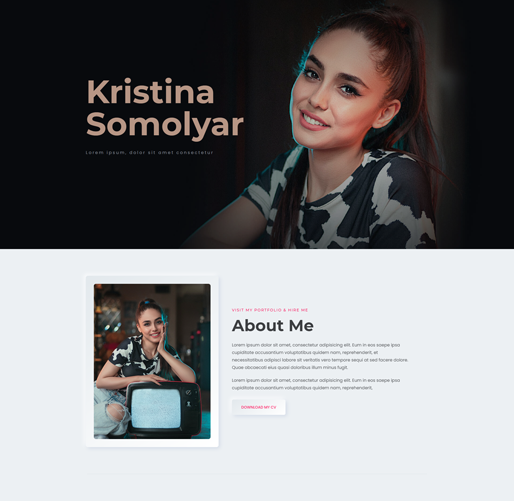 Kristina
Somolyar
Lorem ipsum, dolor sit amet consectetur
VISIT MY PORTFOLIO & HIRE ME
About Me
Lorem ipsum dolor sit amet, consectetur adipisicing elit. Eum in eos saepe ipsa
cupiditate accusantium voluptatibus quidem nam, reprehenderit, et
necessitatibus adipisci labore sit veritatis vero tempore sequi ad sed facere dolore.
Quae obcaecati eius quasi doloribus illum minus fugit.
Lorem ipsum dolor sit amet, consectetur adipisicing elit. Eum in eos saepe ipsa
cupiditate accusantium voluptatibus quidem nam, reprehenderit,
DOWNLOAD MY CV